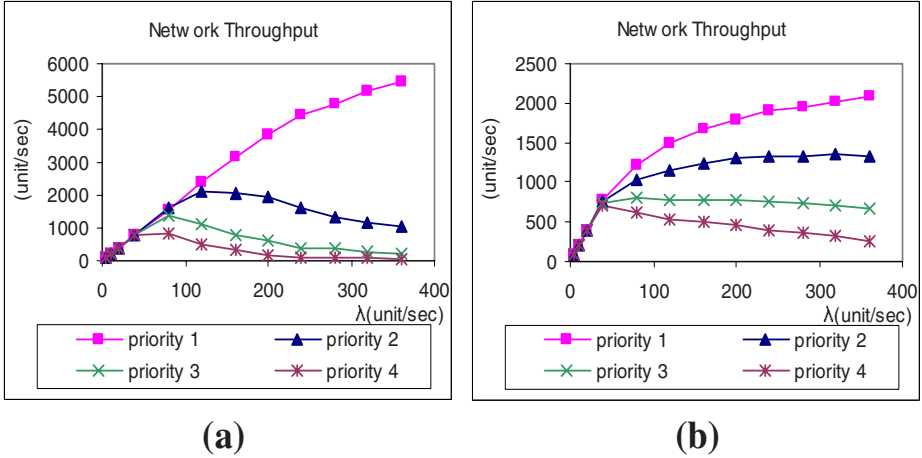 Netw ork Throughput
(unit/sec)
6000
5000
4000
3000
2000
1000
0
0 100 200 300 400
λ(unit/sec)
priority 1 priority 2
priority 3 priority 4
(a)
Netw ork Throughput
(unit/sec)
2500
2000
1500
1000
500
0
0 100 200 300 400
λ(unit/sec)
priority 1 priority 2
priority 3 priority 4
(b)